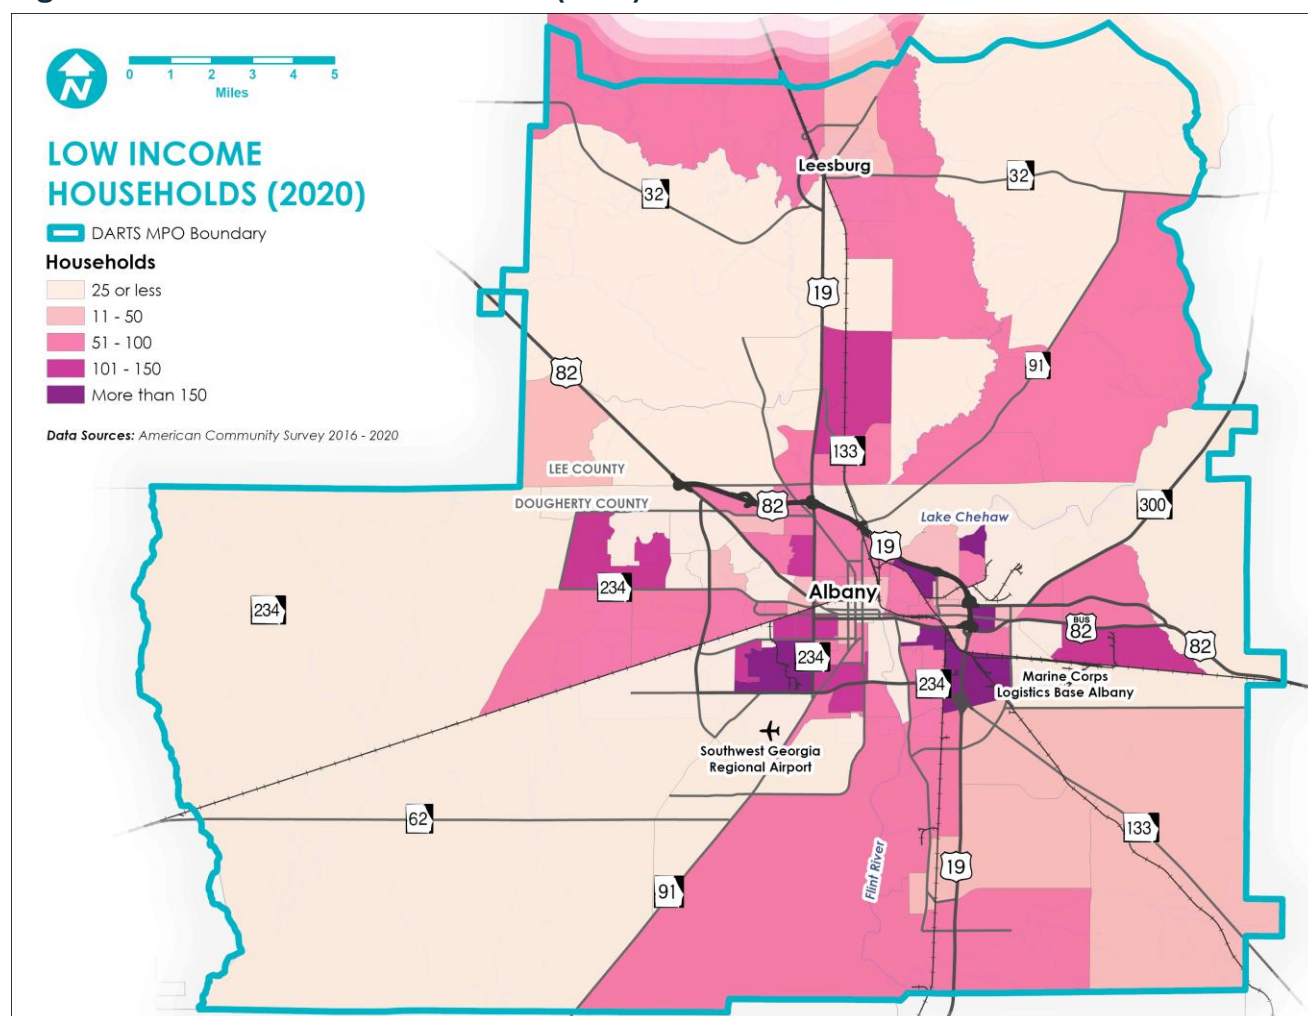 0 1 2 3 4 5
Miles
N
LOW INCOME
HOUSEHOLDS (2020)
DARTS MPO Boundary
Households
25 or less
11 - 50
51 - 100
101 - 150
More than 150
Data Sources: American Community Survey 2016 - 2020
Leesburg
32
32
19
82
91
133
LEE COUNTY
DOUGHERTY COUNTY
82
300
Lake Chehaw
19
234
234
Albany
BUS
82
82
234
234
Marine Corps
Logistics Base Albany
Southwest Georgia
Regional Airport
62
133
Flint River
19
91